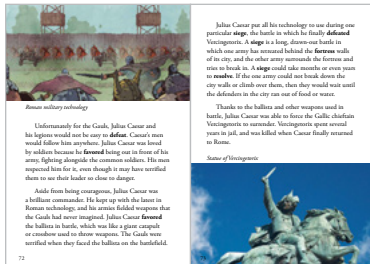 Roman military technology
Unfortunately for the Gauls, Julius Caesar and
his legions would not be easy to defeat. Caesar's men
would follow him anywhere. Julius Caesar was loved
by soldiers because he favored being out in front of his
army, fighting alongside the common soldiers. His men
respected him for it, even though it may have terrified
them to see their leader so close to danger.
Aside from being courageous, Julius Caesar was
a brilliant commander. He kept up with the latest in
Roman technology, and his armies fielded weapons that
the Gauls had never imagined. Julius Caesar favored
the ballista in battle, which was like a giant catapult
or crossbow used to throw weapons. The Gauls were
terrified when they faced the ballista on the battlefield.
72
Julius Caesar put all his technology to use during one
particular siege, the battle in which he finally defeated
Vercingetorix. A siege is a long, drawn-out battle in
which one army has retreated behind the fortress walls
of its city, and the other army surrounds the fortress and
tries to break in. A siege could take months or even years
to resolve. If the one army could not break down the
city walls or climb over them, then they would wait until
the defenders in the city ran out of food or water.
Thanks to the ballista and other weapons used in
battle, Julius Caesar was able to force the Gallic chieftain
Vercingetorix to surrender. Vercingetorix spent several
years in jail, and was killed when Caesar finally returned
to Rome.
Statue of Vercingetorix
73